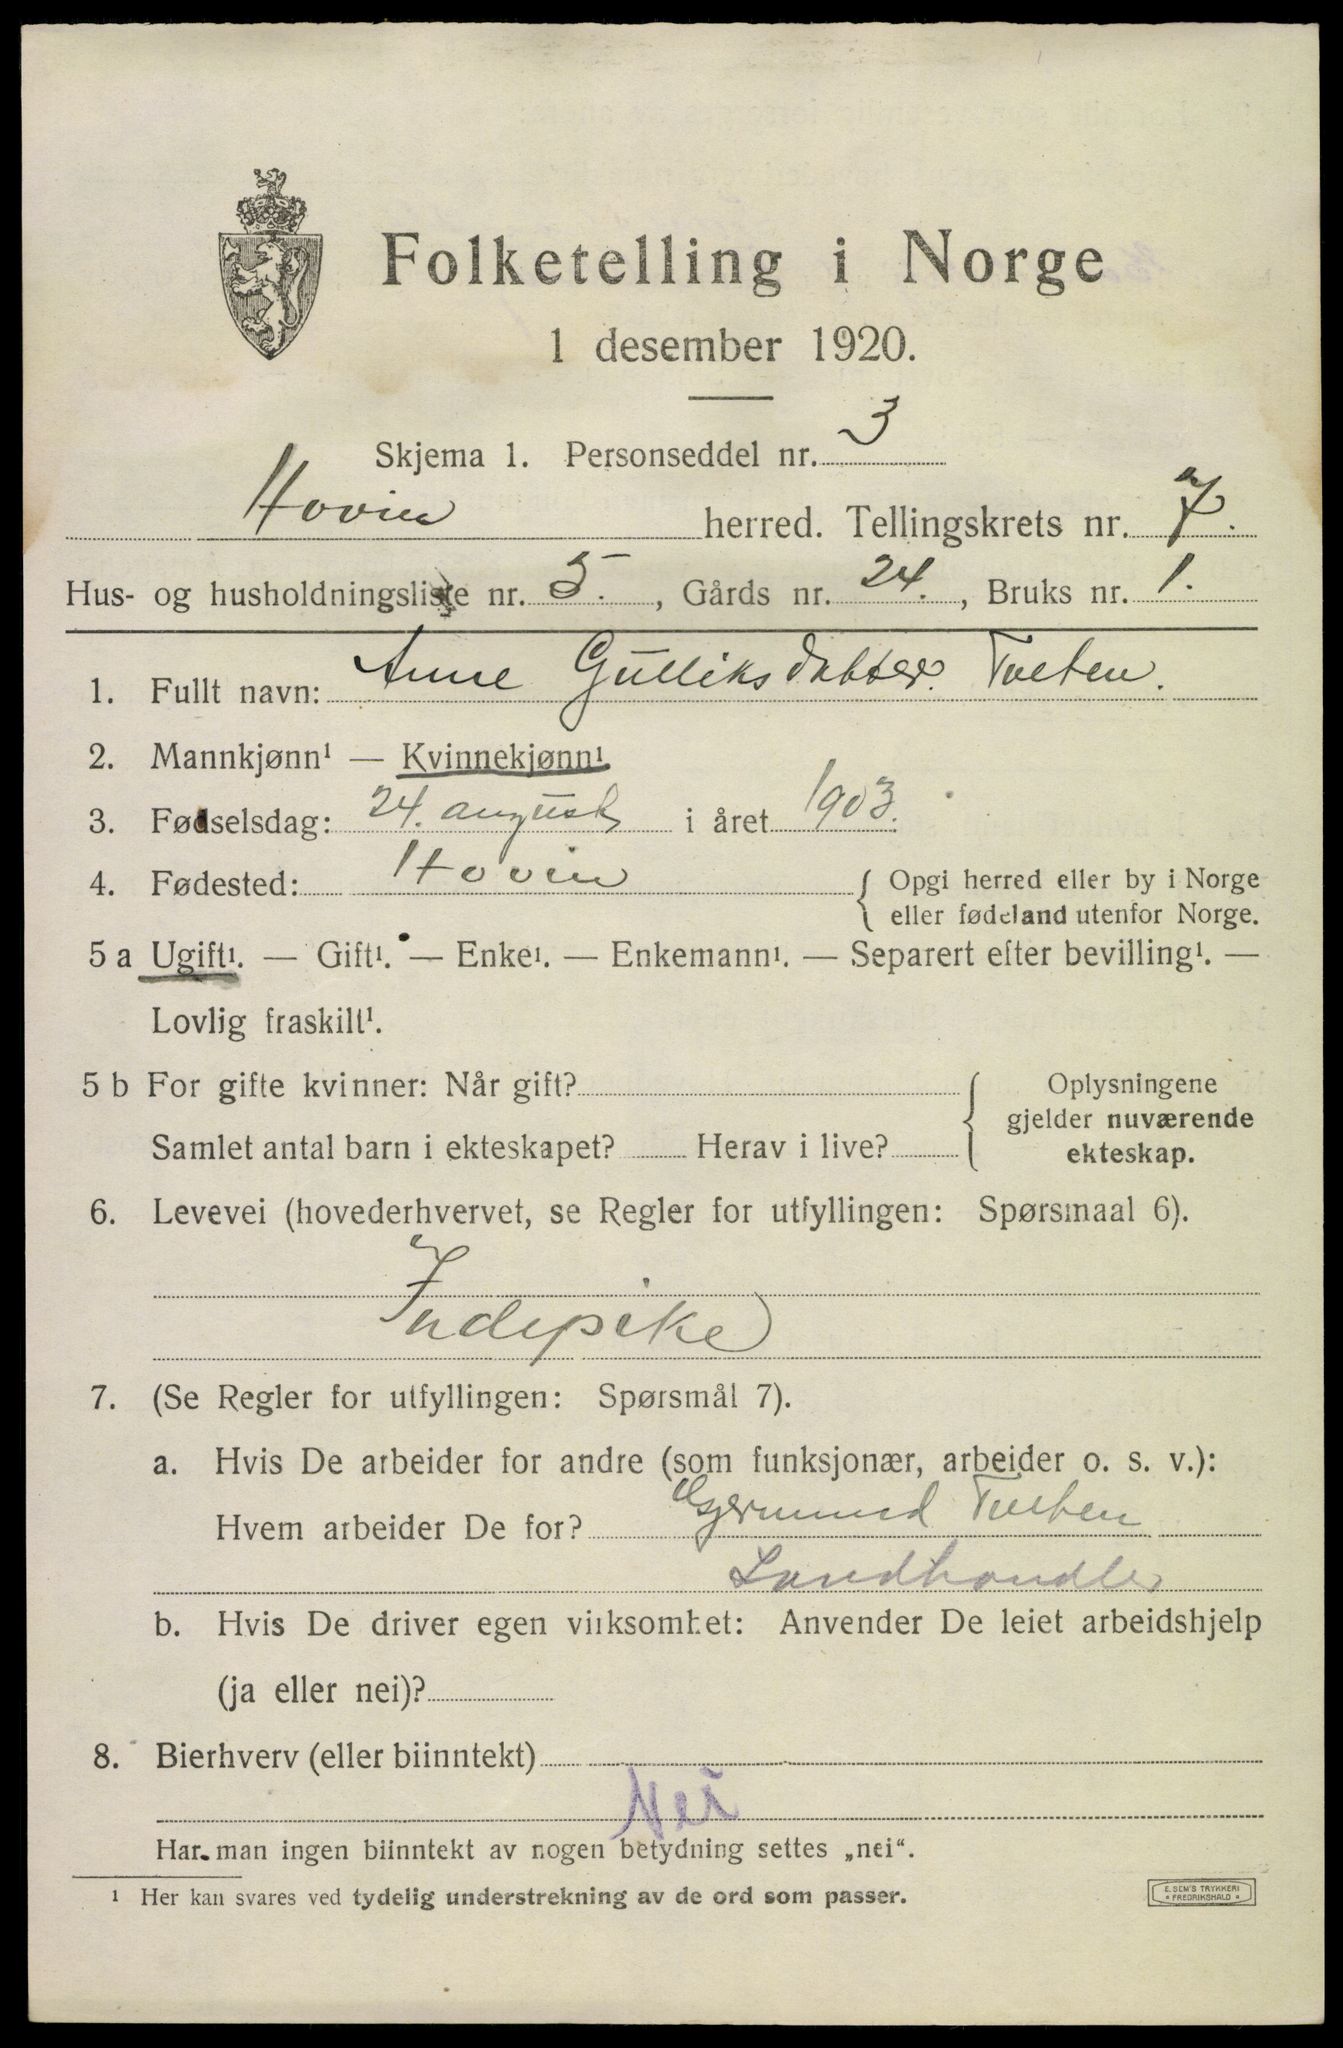 Folketelling i Norge
1 desember 1920.
Skjema 1. Personseddel nr. 3
Hovin herred. Tellingskrets nr. 7.
Hus- og husholdningsliste nr. 5., Gårds nr. 24., Bruks nr. 1.
1. Fullt navn: Anne Gulliksdatter. Tveten.
2. Mannkjønn¹ — Kvinnekjønn¹
3. Fødselsdag: 24. august i året 1903.
4. Fødested: Hovin { Opgi herred eller by i Norge
eller fødeland utenfor Norge.
5 a Ugift¹. — Gift¹. — Enke¹. — Enkemann¹. — Separert efter bevilling¹. —
Lovlig fraskilt¹.
5 b For gifte kvinner: Når gift? { Oplysningene
gjelder nuværende
Samlet antal barn i ekteskapet? Herav i live? ekteskap.
6. Levevei (hovederhvervet, se Regler for utfyllingen: Spørsmaal 6).
Indepike
7. (Se Regler for utfyllingen: Spørsmål 7).
a. Hvis De arbeider for andre (som funksjonær, arbeider o. s. v.):
Hvem arbeider De for? Gjermund Tveten
Landhandler
b. Hvis De driver egen virksomhet: Anvender De leiet arbeidshjelp
(ja eller nei)?
8. Bierhverv (eller biinntekt)
Nei
Har man ingen biinntekt av nogen betydning settes „nei“.
¹ Her kan svares ved tydelig understrekning av de ord som passer.
E. SEM'S TRYKKERI
FREDRIKSHALD